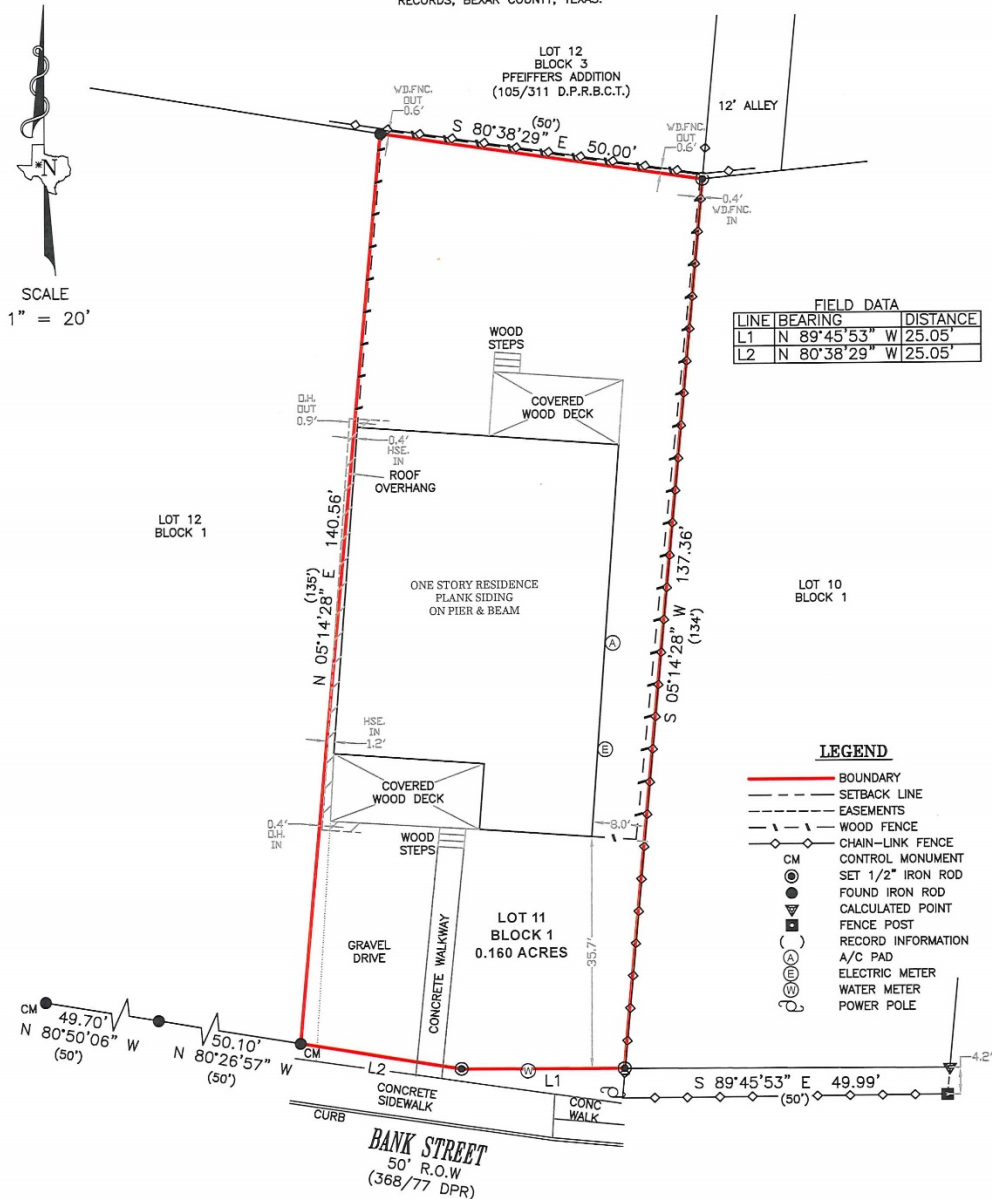 RECORDS, BEXAR COUNTY, TEXAS.
LOT 12
BLOCK 3
PFEIFFERS ADDITION
(105/311 D.P.R.B.C.T.)
12' ALLEY
WD.FNC.
OUT
0.6'
(50')
S 80°38'29" E 50.00'
WD.FNC.
OUT
0.6'
0.4'
WD.FNC.
IN
N
SCALE
1" = 20'
FIELD DATA
LINE BEARING DISTANCE
L1 N 89°45'53" W 25.05'
L2 N 80°38'29" W 25.05'
WOOD
STEPS
COVERED
WOOD DECK
O.H.
OUT
0.9'
0.4'
HSE.
IN
ROOF
OVERHANG
LOT 12
BLOCK 1
N 05°14'28" E 140.56'
(135')
ONE STORY RESIDENCE
PLANK SIDING
ON PIER & BEAM
A
S 05°14'28" W 137.36'
(134')
LOT 10
BLOCK 1
HSE.
IN
1.2'
E
COVERED
WOOD DECK
0.4'
O.H.
IN
WOOD
STEPS
8.0'
35.7'
LEGEND
BOUNDARY
SETBACK LINE
EASEMENTS
WOOD FENCE
CHAIN-LINK FENCE
CM CONTROL MONUMENT
SET 1/2" IRON ROD
FOUND IRON ROD
CALCULATED POINT
FENCE POST
( ) RECORD INFORMATION
A A/C PAD
E ELECTRIC METER
W WATER METER
POWER POLE
GRAVEL
DRIVE
CONCRETE WALKWAY
LOT 11
BLOCK 1
0.160 ACRES
CM
49.70'
N 80°50'06" W
(50')
50.10'
N 80°26'57" W
(50')
CM
L2
W
L1
S 89°45'53" E 49.99'
(50')
4.2'
CONCRETE
SIDEWALK
CONC
WALK
CURB
BANK STREET
50' R.O.W
(368/77 DPR)